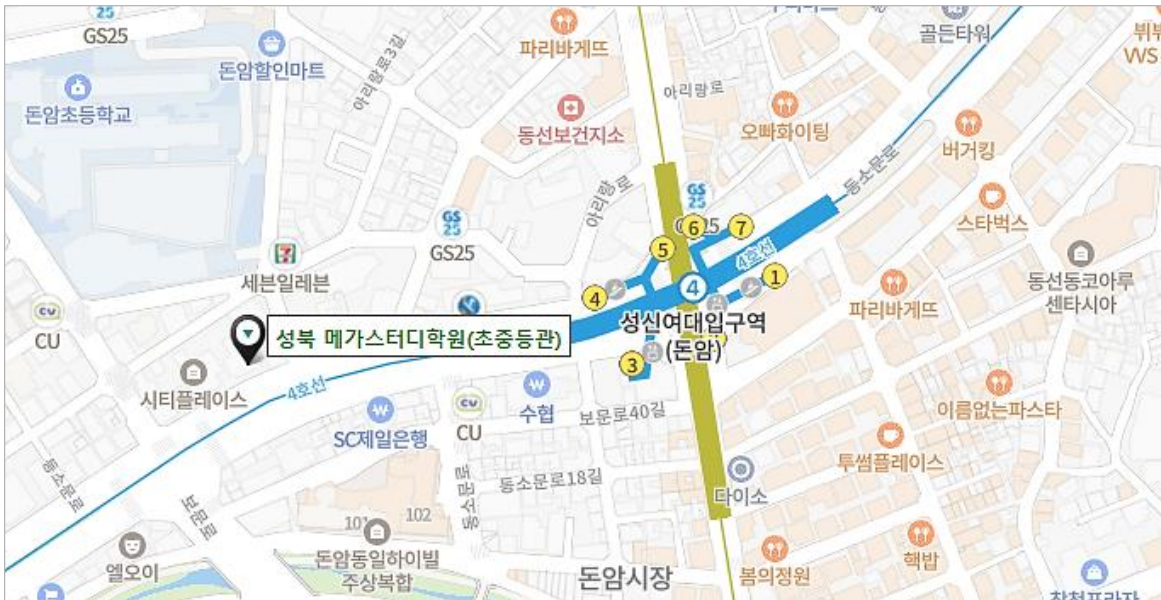 25
GS25
돈암할인마트
돈암초등학교
아리랑로3길
파리바게뜨
동선보건지소
아리랑로
골든타워
VVS
오빠화이팅
버거킹
동소문로
스타벅스
GS
25
GS25
세븐일레븐
아리랑로
GS
25
6
7
5
4
4호선
1
4
성신여대입구역
(돈암)
3
동선동코아루
센타시아
파리바게뜨
CU
CU
성북 메가스터디학원(초중등관)
시티플레이스
4호선
SC제일은행
CU
CU
수협
보문로40길
이름없는파스타
투썸플레이스
동소문로
보문로
동소문로18길
동소문로
다이소
101
102
엘오이
돈암동일하이빌
주상복합
돈암시장
봄의정원
핵밥